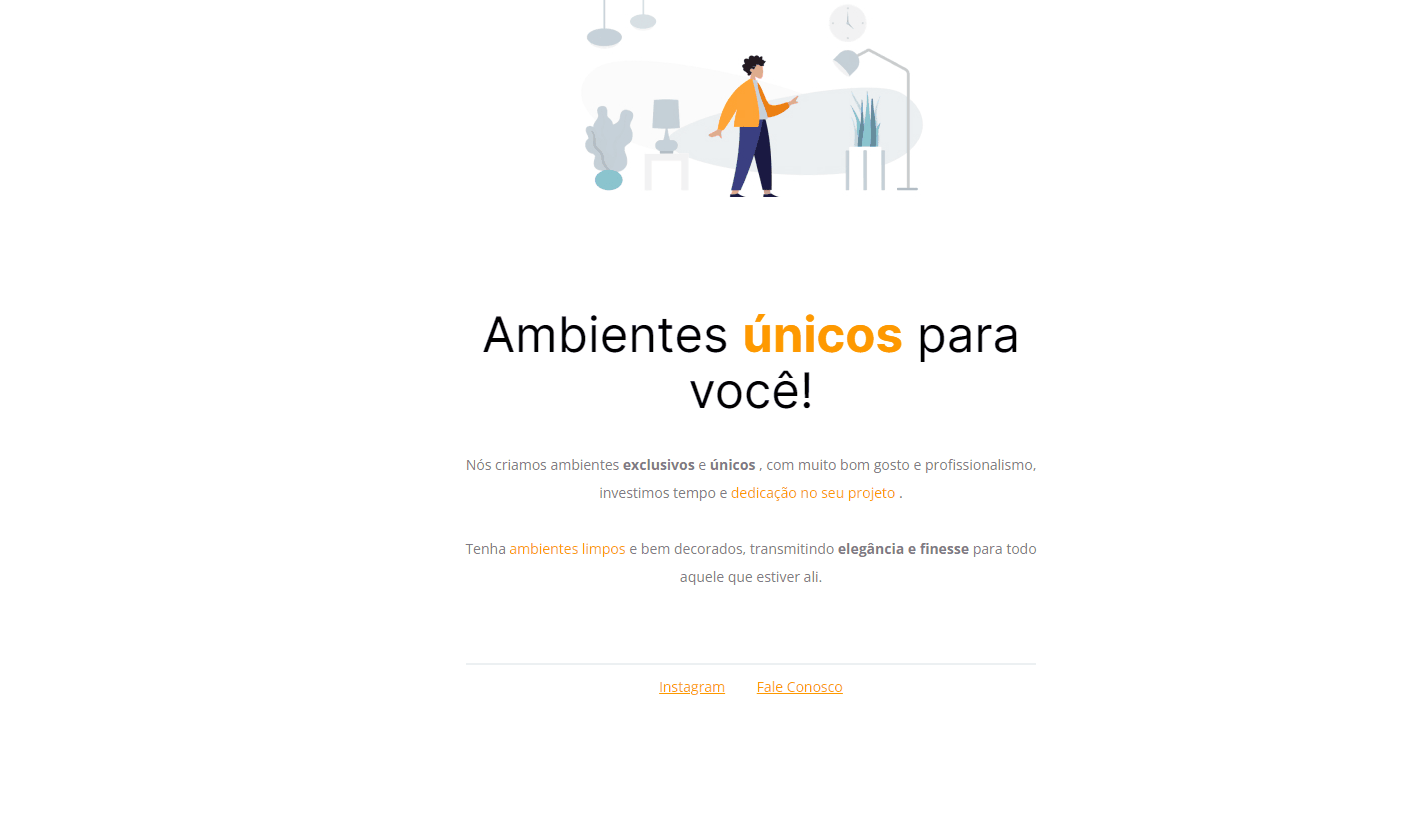 Ambientes únicos para
você!
Nós criamos ambientes exclusivos e únicos , com muito bom gosto e profissionalismo,
investimos tempo e dedicação no seu projeto .
Tenha ambientes limpos e bem decorados, transmitindo elegância e finesse para todo
aquele que estiver ali.
Instagram Fale Conosco